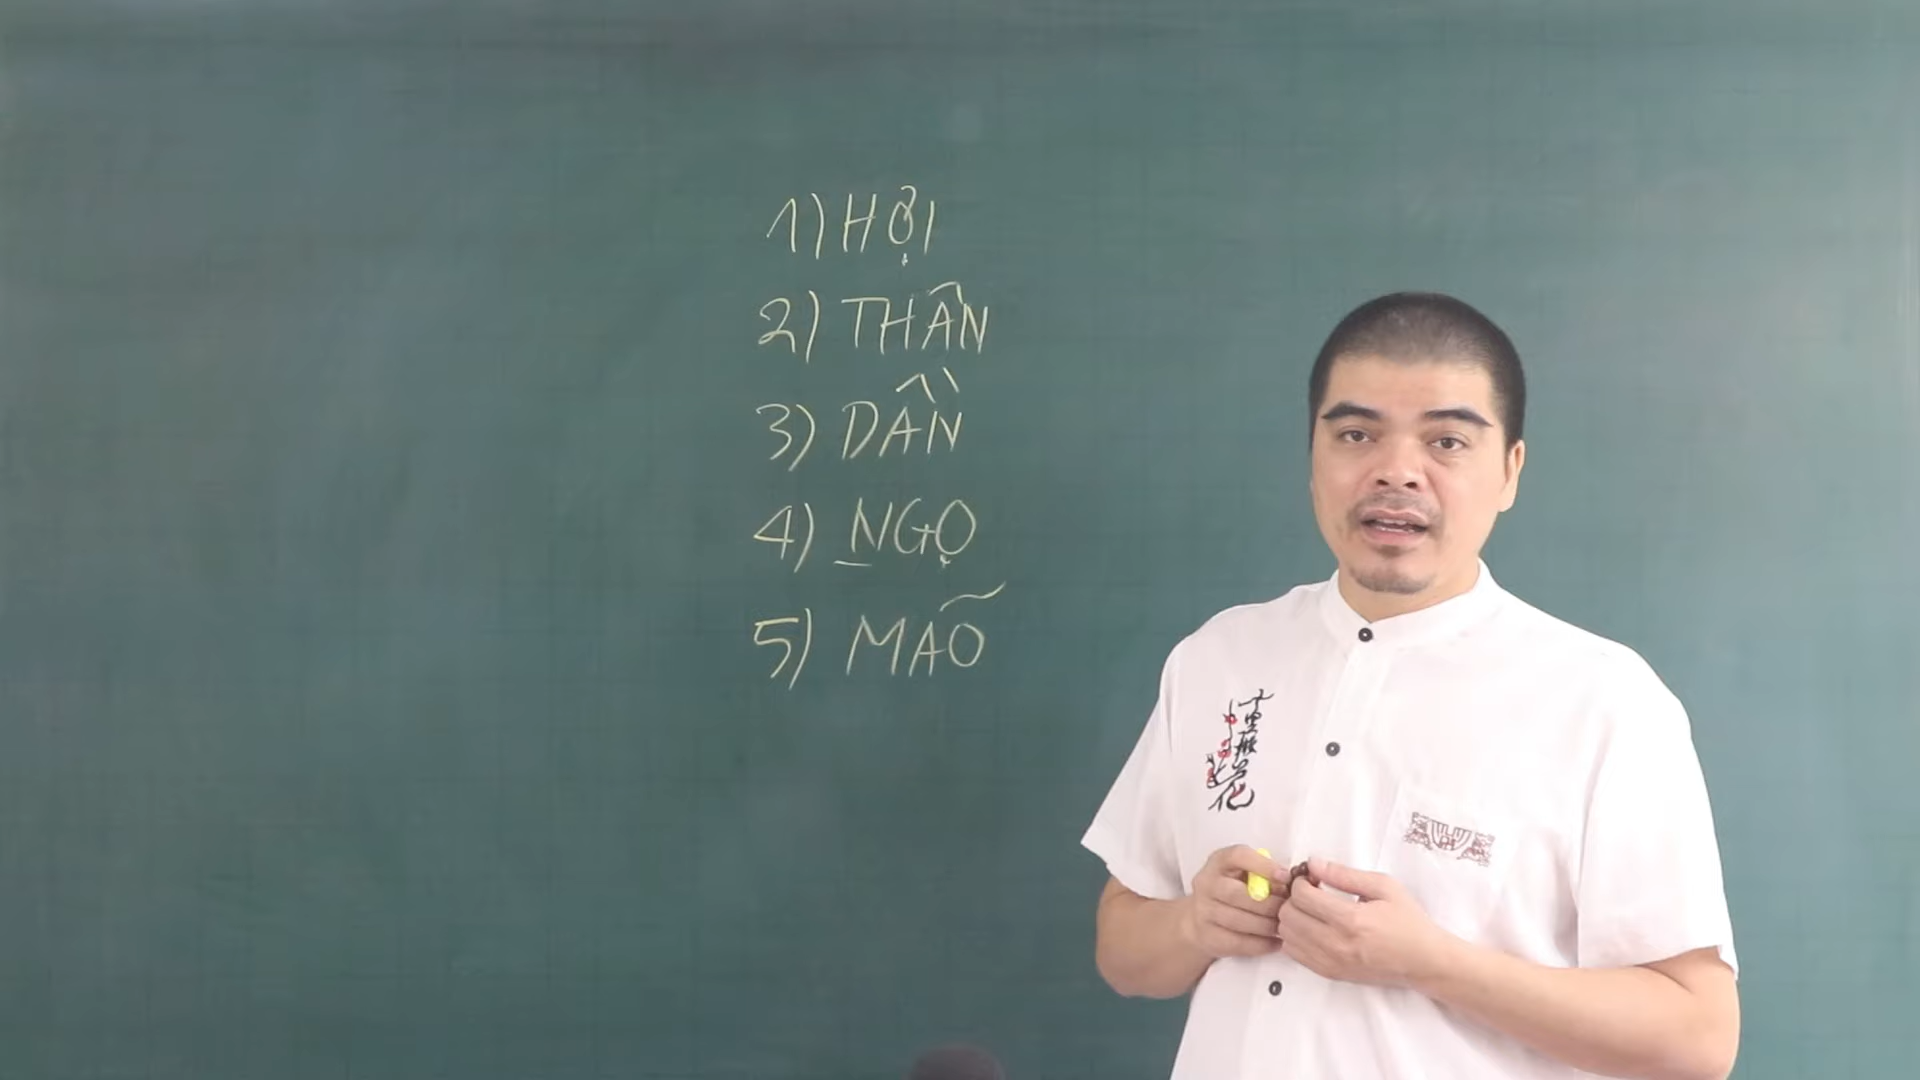 1) HỢI
2) THÂN
3) DẦN
4) NGỌ
5) MÃO